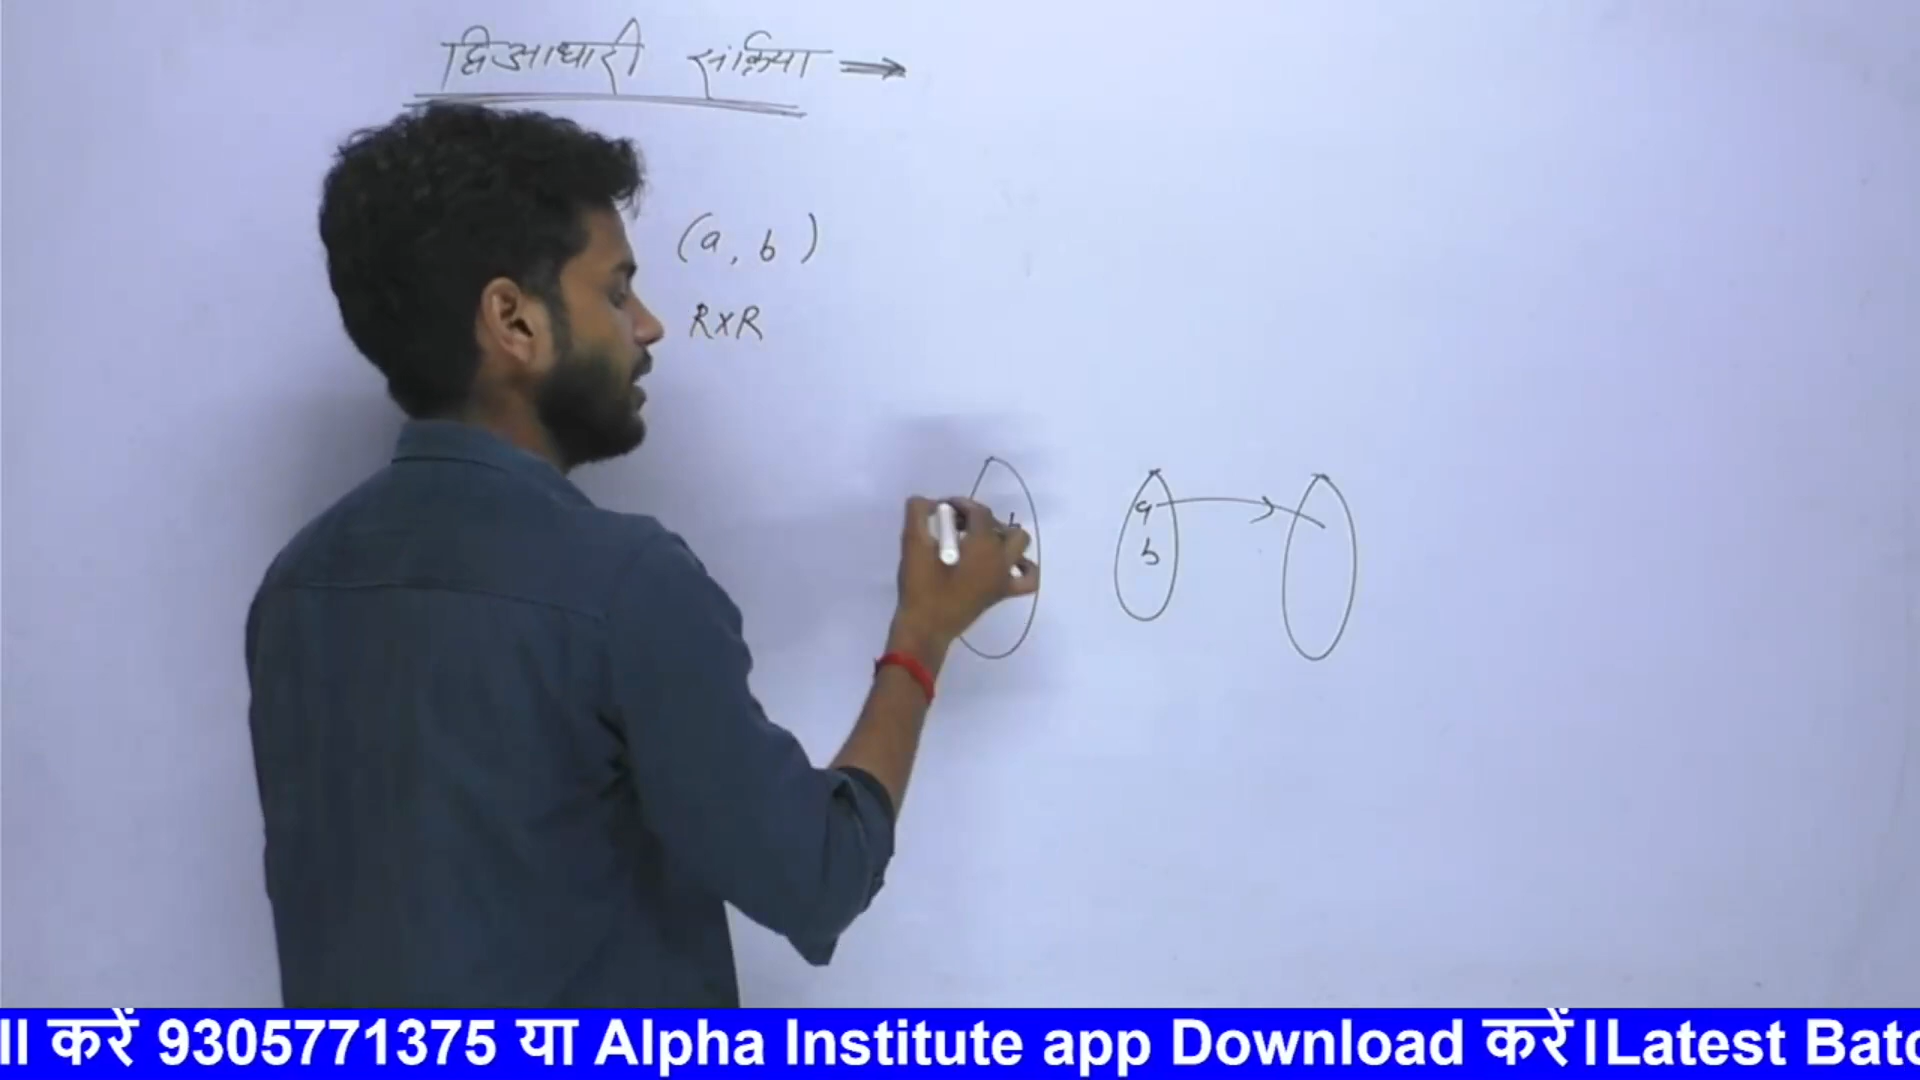 द्विआधारी संक्रिया →
(a, b)
R×R
a
b
ll करें 9305771375 या Alpha Institute app Download करें।Latest Batc